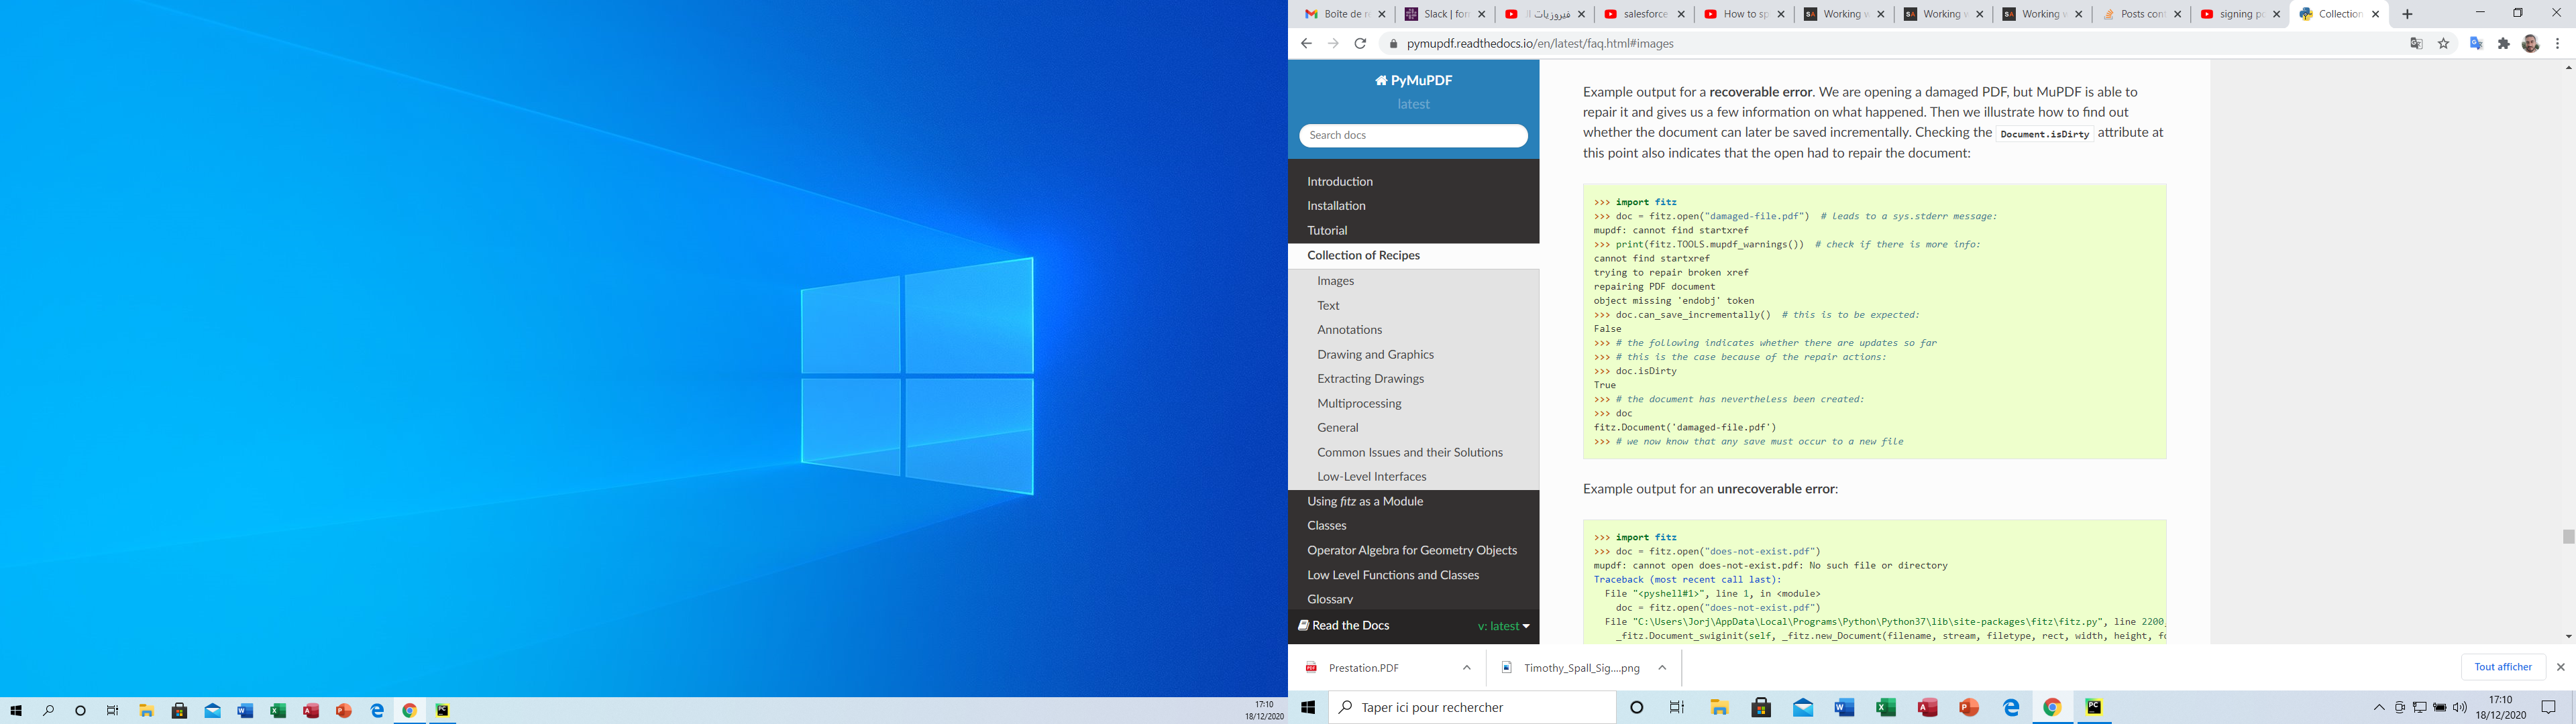 Boîte de r
Slack | for
فيروزيات ا
salesforce
How to sp
Working w
Working w
Working w
Posts cont
signing pd
Collection
pymupdf.readthedocs.io/en/latest/faq.html#images
PyMuPDF
latest
Search docs
Introduction
Installation
Tutorial
Collection of Recipes
Images
Text
Annotations
Drawing and Graphics
Extracting Drawings
Multiprocessing
General
Common Issues and their Solutions
Low-Level Interfaces
Using fitz as a Module
Classes
Operator Algebra for Geometry Objects
Low Level Functions and Classes
Glossary
Read the Docs
v: latest
Example output for a recoverable error. We are opening a damaged PDF, but MuPDF is able to
repair it and gives us a few information on what happened. Then we illustrate how to find out
whether the document can later be saved incrementally. Checking the Document.isDirty attribute at
this point also indicates that the open had to repair the document:
>>> import fitz
>>> doc = fitz.open("damaged-file.pdf")  # leads to a sys.stderr message:
mupdf: cannot find startxref
>>> print(fitz.TOOLS.mupdf_warnings())  # check if there is more info:
cannot find startxref
trying to repair broken xref
repairing PDF document
object missing 'endobj' token
>>> doc.can_save_incrementally()  # this is to be expected:
False
>>> # the following indicates whether there are updates so far
>>> # this is the case because of the repair actions:
>>> doc.isDirty
True
>>> # the document has nevertheless been created:
>>> doc
fitz.Document('damaged-file.pdf')
>>> # we now know that any save must occur to a new file
Example output for an unrecoverable error:
>>> import fitz
>>> doc = fitz.open("does-not-exist.pdf")
mupdf: cannot open does-not-exist.pdf: No such file or directory
Traceback (most recent call last):
  File "<pyshell#1>", line 1, in <module>
    doc = fitz.open("does-not-exist.pdf")
  File "C:\Users\Jorj\AppData\Local\Programs\Python\Python37\lib\site-packages\fitz\fitz.py", line 2200,
    _fitz.Document_swiginit(self, _fitz.new_Document(filename, stream, filetype, rect, width, height, fo
Prestation.PDF
Timothy_Spall_Sig....png
Tout afficher
17:10
18/12/2020
Taper ici pour rechercher
17:10
18/12/2020